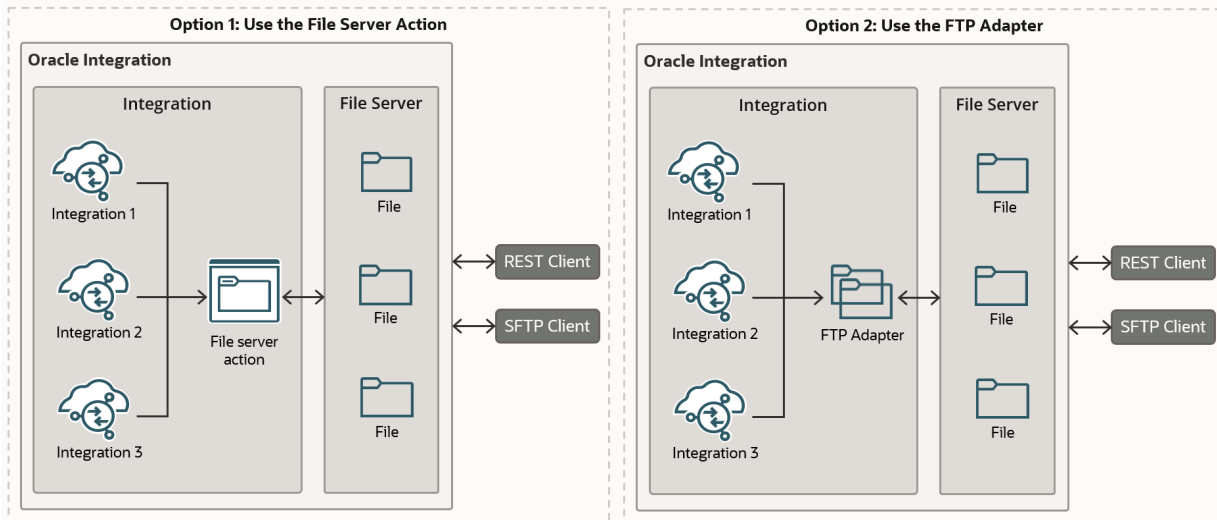 Option 1: Use the File Server Action
Oracle Integration
Integration
File Server
Integration 1
File
Integration 2
File server
action
File
Integration 3
File
REST Client
SFTP Client
Option 2: Use the FTP Adapter
Oracle Integration
Integration
File Server
Integration 1
File
Integration 2
FTP Adapter
File
Integration 3
File
REST Client
SFTP Client